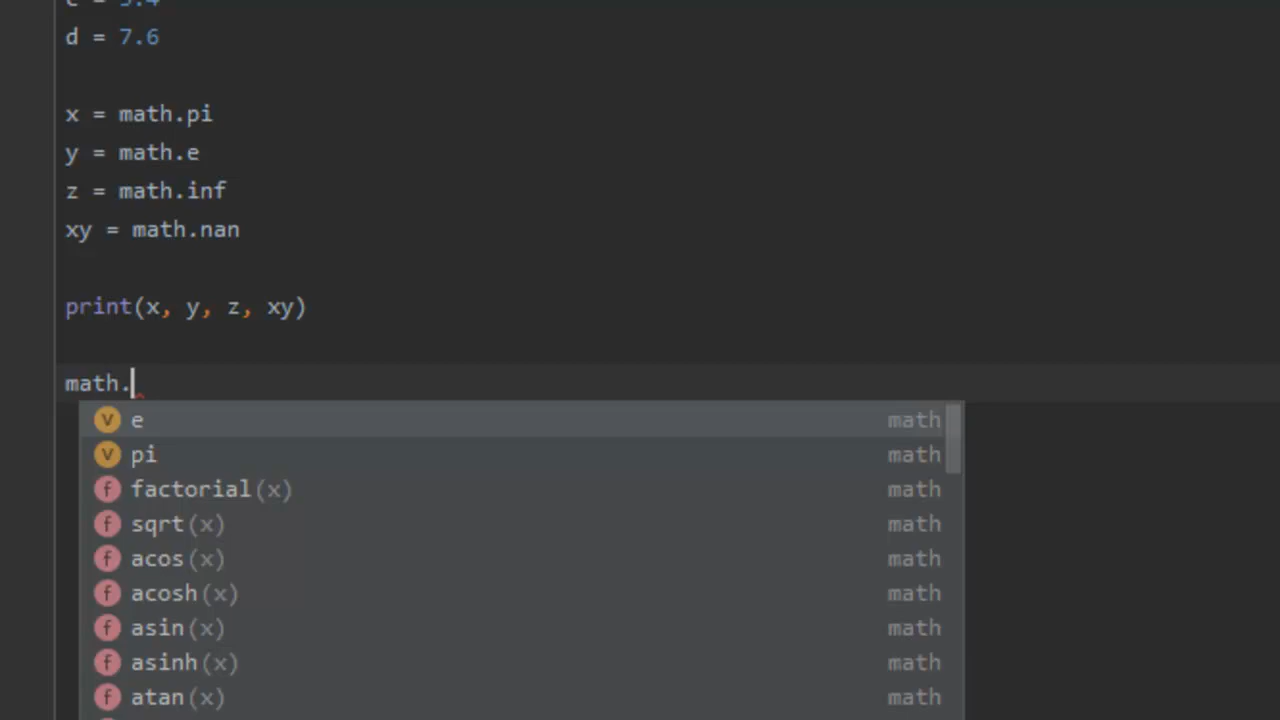 d = 7.6
x = math.pi
y = math.e
z = math.inf
xy = math.nan
print(x, y, z, xy)
math.
V e math
V pi math
f factorial(x) math
f sqrt(x) math
f acos(x) math
f acosh(x) math
f asin(x) math
f asinh(x) math
f atan(x) math